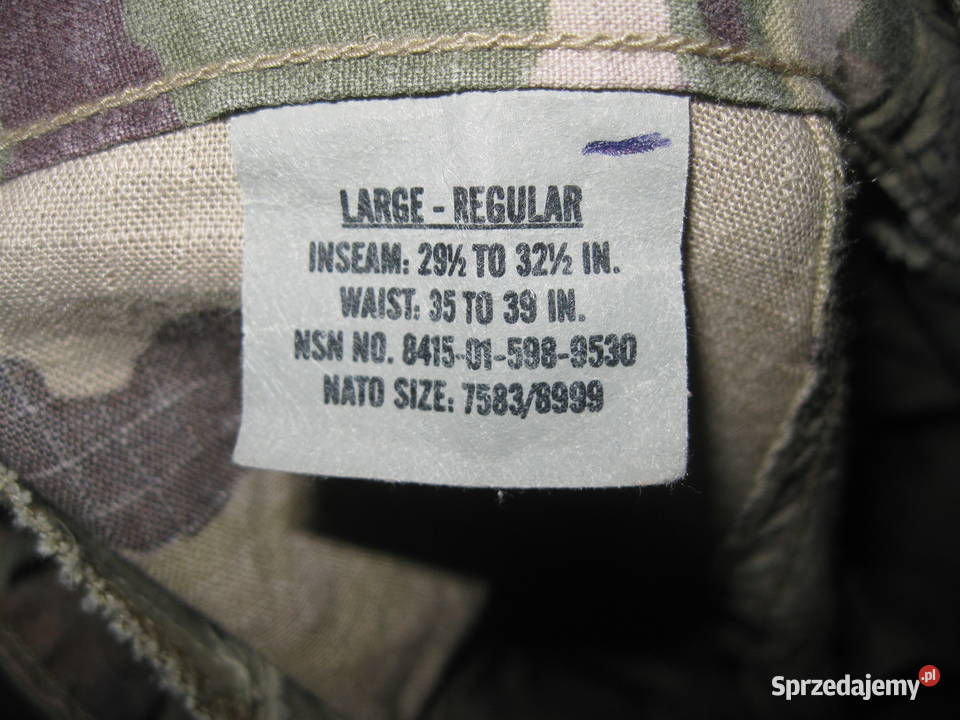 LARGE - REGULAR
INSEAM: 29½ TO 32½ IN.
WAIST: 35 TO 39 IN.
NSN NO. 8415-01-598-9530
NATO SIZE: 7583/8999
Sprzedajemy.pl